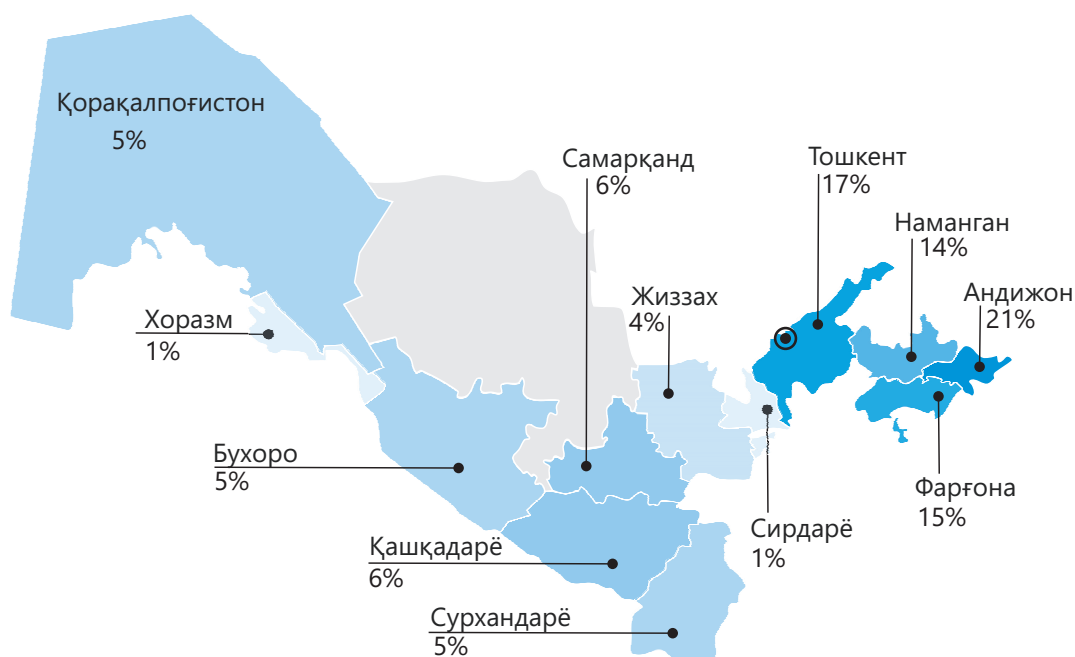 Қорақалпоғистон
5%
Самарқанд
6%
Тошкент
17%
Наманган
14%
Андижон
21%
Жиззах
4%
Хоразм
1%
Бухоро
5%
Фарғона
15%
Сирдарё
1%
Қашқадарё
6%
Сурхандарё
5%